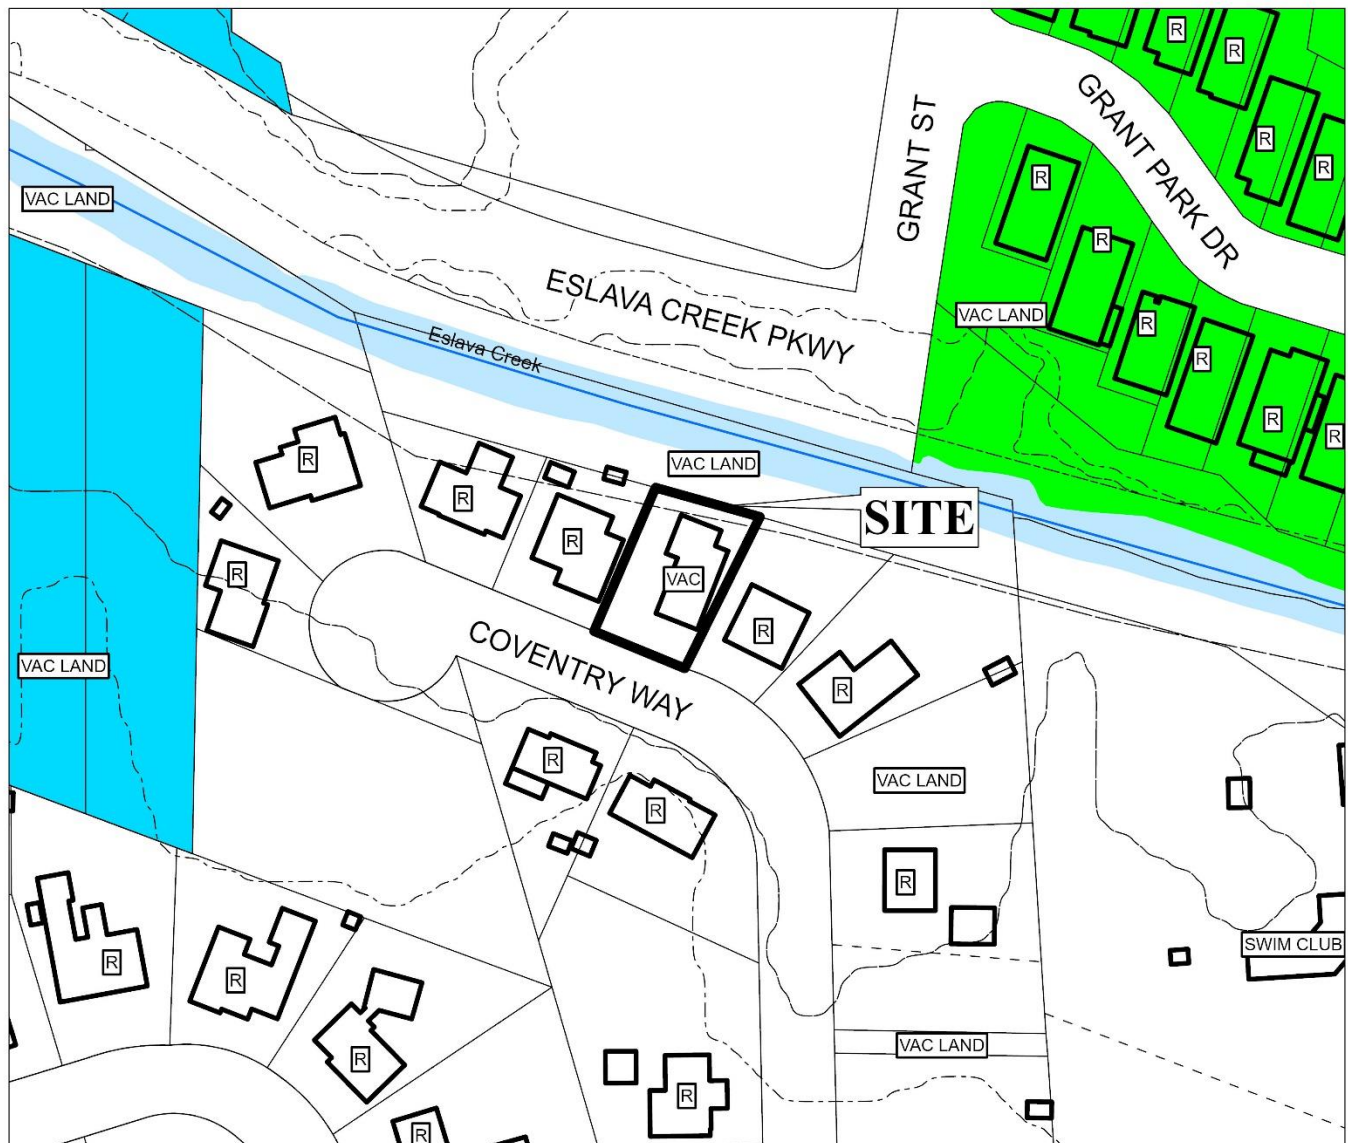 R
R
R
R
R
GRANT ST
GRANT PARK DR
VAC LAND
R
R
VAC LAND
R
R
R
R
ESLAVA CREEK PKWY
Eslava Creek
VAC LAND
R
R
R
SITE
R
VAC
R
R
COVENTRY WAY
VAC LAND
R
R
R
VAC LAND
R
SWIM CLUB
R
R
R
VAC LAND
R
R